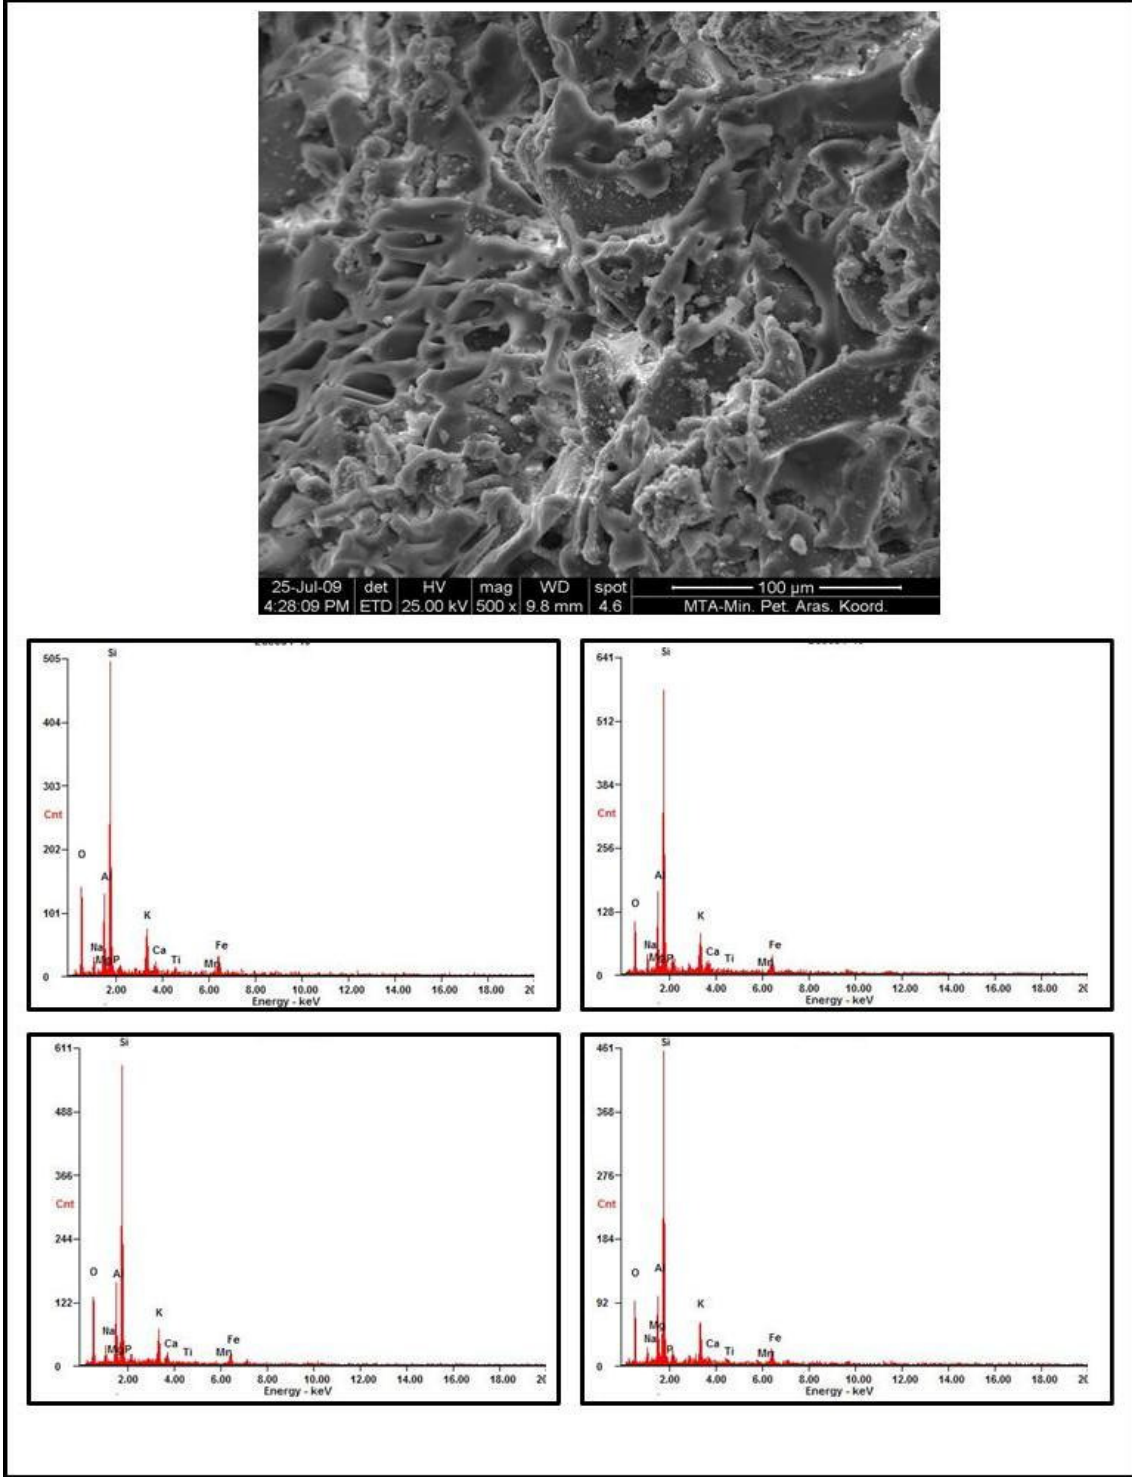 25-Jul-09 det HV mag WD spot 100 µm
4:28:09 PM ETD 25.00 kV 500 x 9.8 mm 4.6 MTA-Min. Pet. Aras. Koord.
Si
505
404
303
Cnt
202
O
A
101
K
Na
Ca
Fe
Mg P
Ti
Mn
0
2.00 4.00 6.00 8.00 10.00 12.00 14.00 16.00 18.00 20
Energy - keV
641
Si
512
384
Cnt
256
Al
128
O
K
Na
Ca
Fe
Mg P
Ti
Mn
0
2.00 4.00 6.00 8.00 10.00 12.00 14.00 16.00 18.00 20
Energy - keV
Si
611
488
366
Cnt
244
O
A
122
K
Na
Ca
Fe
Mg P
Ti
Mn
0
2.00 4.00 6.00 8.00 10.00 12.00 14.00 16.00 18.00 20
Energy - keV
Si
461
368
276
Cnt
184
O
Al
92
K
Mg
Na
Ca
Fe
P
Ti
Mn
0
2.00 4.00 6.00 8.00 10.00 12.00 14.00 16.00 18.00 20
Energy - keV